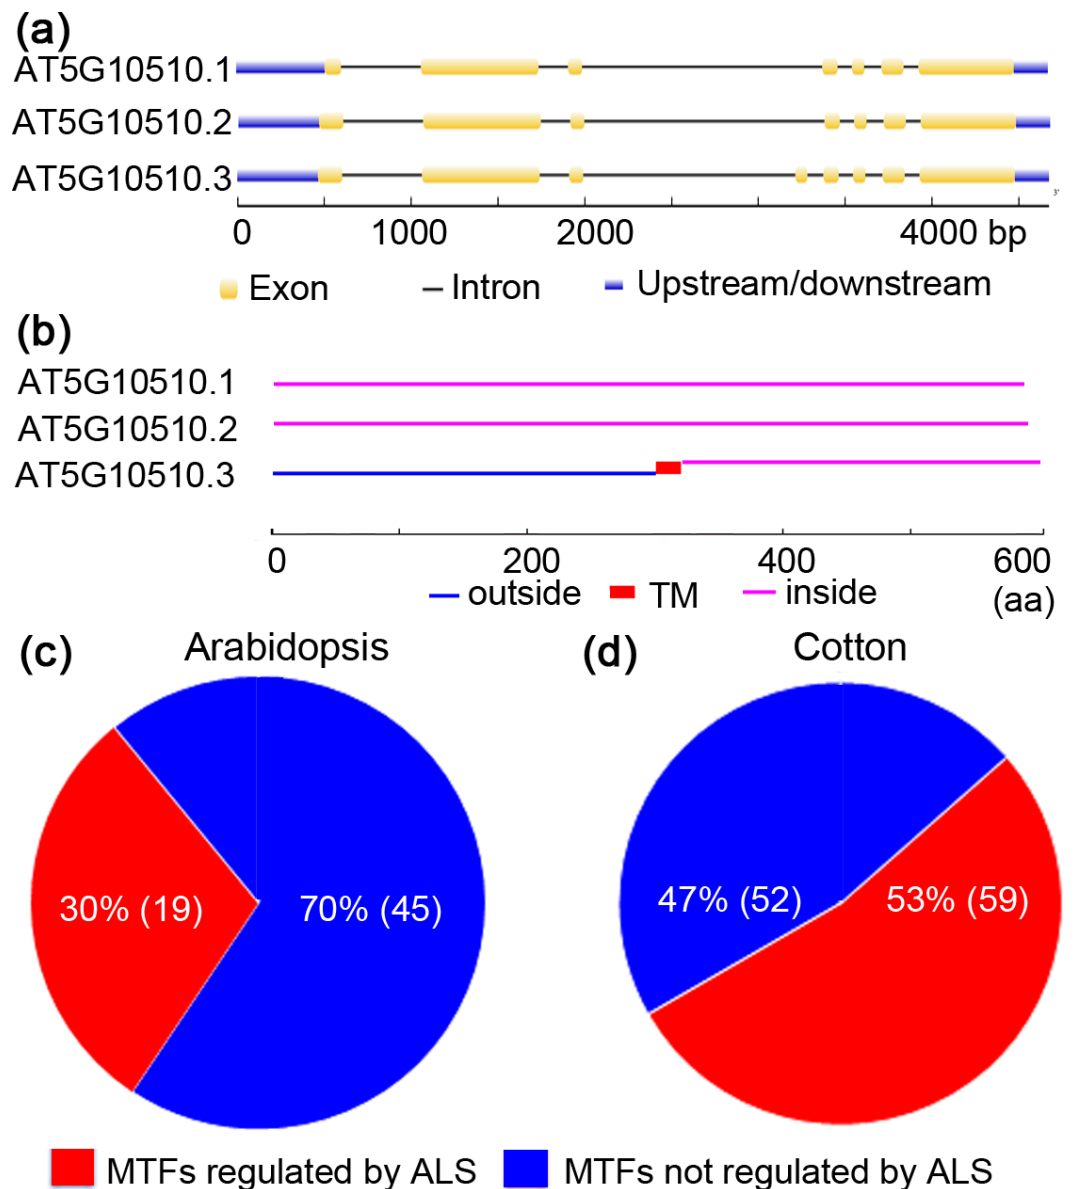 (a)
AT5G10510.1
AT5G10510.2
AT5G10510.3
3'
0 1000 2000 4000 bp
Exon Intron Upstream/downstream
(b)
AT5G10510.1
AT5G10510.2
AT5G10510.3
0 200 400 600
outside TM inside (aa)
(c) Arabidopsis (d) Cotton
30% (19) 70% (45) 47% (52) 53% (59)
MTFs regulated by ALS MTFs not regulated by ALS